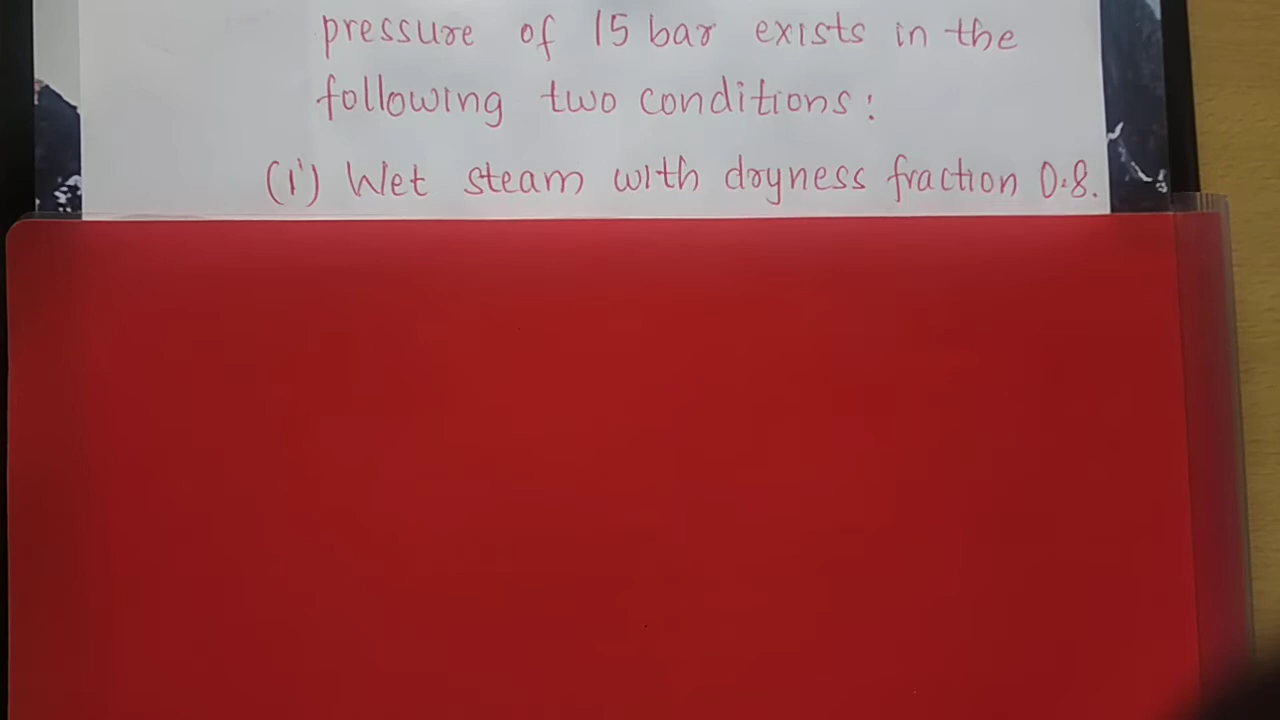 pressure of 15 bar exists in the
following two conditions:
(i) Wet steam with dryness fraction 0.8.